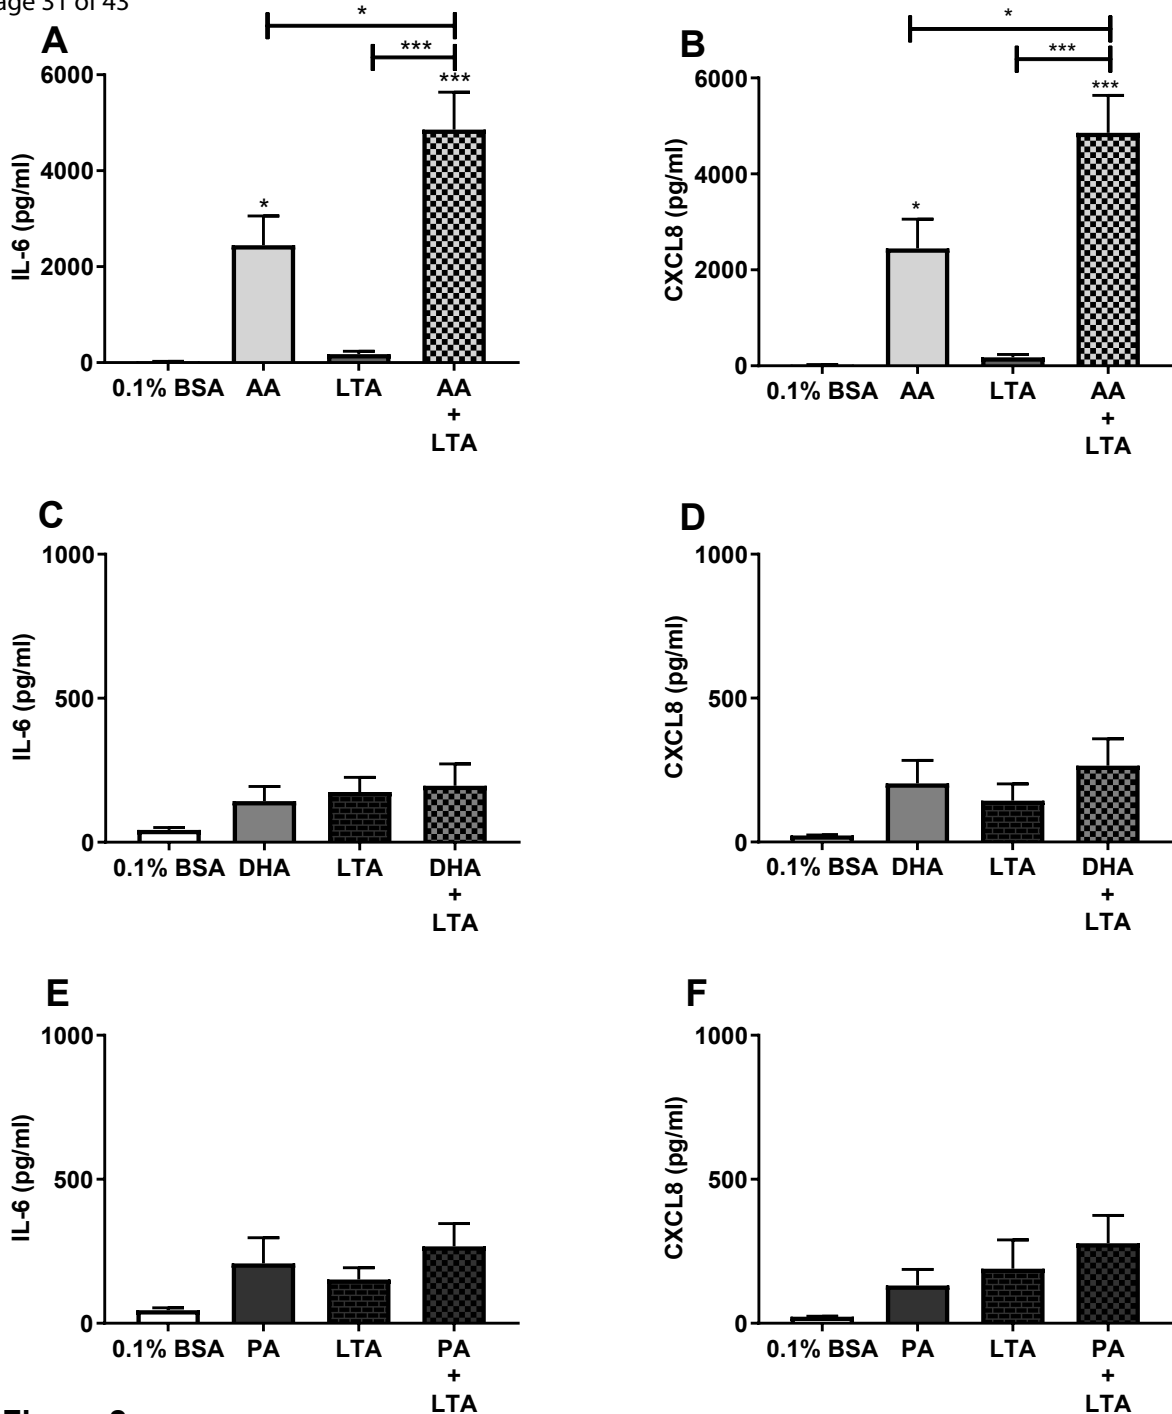 age 31 of 43
A
*
***
***
*
6000
4000
2000
0
IL-6 (pg/ml)
0.1% BSA AA LTA AA
+
LTA
B
*
***
***
*
6000
4000
2000
0
CXCL8 (pg/ml)
0.1% BSA AA LTA AA
+
LTA
C
1000
500
0
IL-6 (pg/ml)
0.1% BSA DHA LTA DHA
+
LTA
D
1000
500
0
CXCL8 (pg/ml)
0.1% BSA DHA LTA DHA
+
LTA
E
1000
500
0
IL-6 (pg/ml)
0.1% BSA PA LTA PA
+
LTA
F
1000
500
0
CXCL8 (pg/ml)
0.1% BSA PA LTA PA
+
LTA